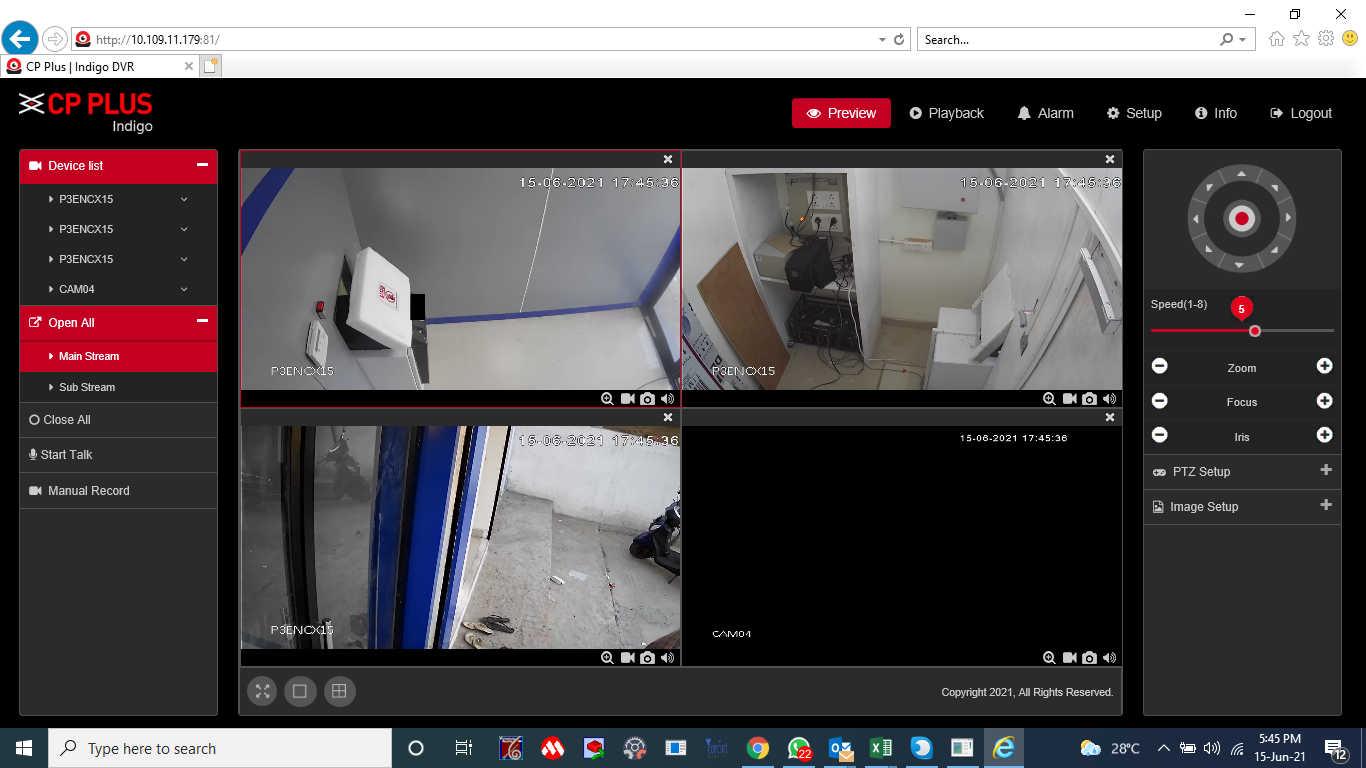 http://10.109.11.179:81/
Search...
CP Plus | Indigo DVR
CP PLUS
Indigo
Preview
Playback
Alarm
Setup
Info
Logout
Device list
P3ENCX15
P3ENCX15
P3ENCX15
CAM04
Open All
Main Stream
Sub Stream
Close All
Start Talk
Manual Record
15-06-2021 17:45:36
P3ENCX15
15-06-2021 17:45:36
P3ENCX15
15-06-2021 17:45:36
P3ENCX15
15-06-2021 17:45:36
CAM04
Copyright 2021, All Rights Reserved.
Speed(1-8)
5
Zoom
Focus
Iris
PTZ Setup
Image Setup
Type here to search
22
28°C
5:45 PM
15-Jun-21
12